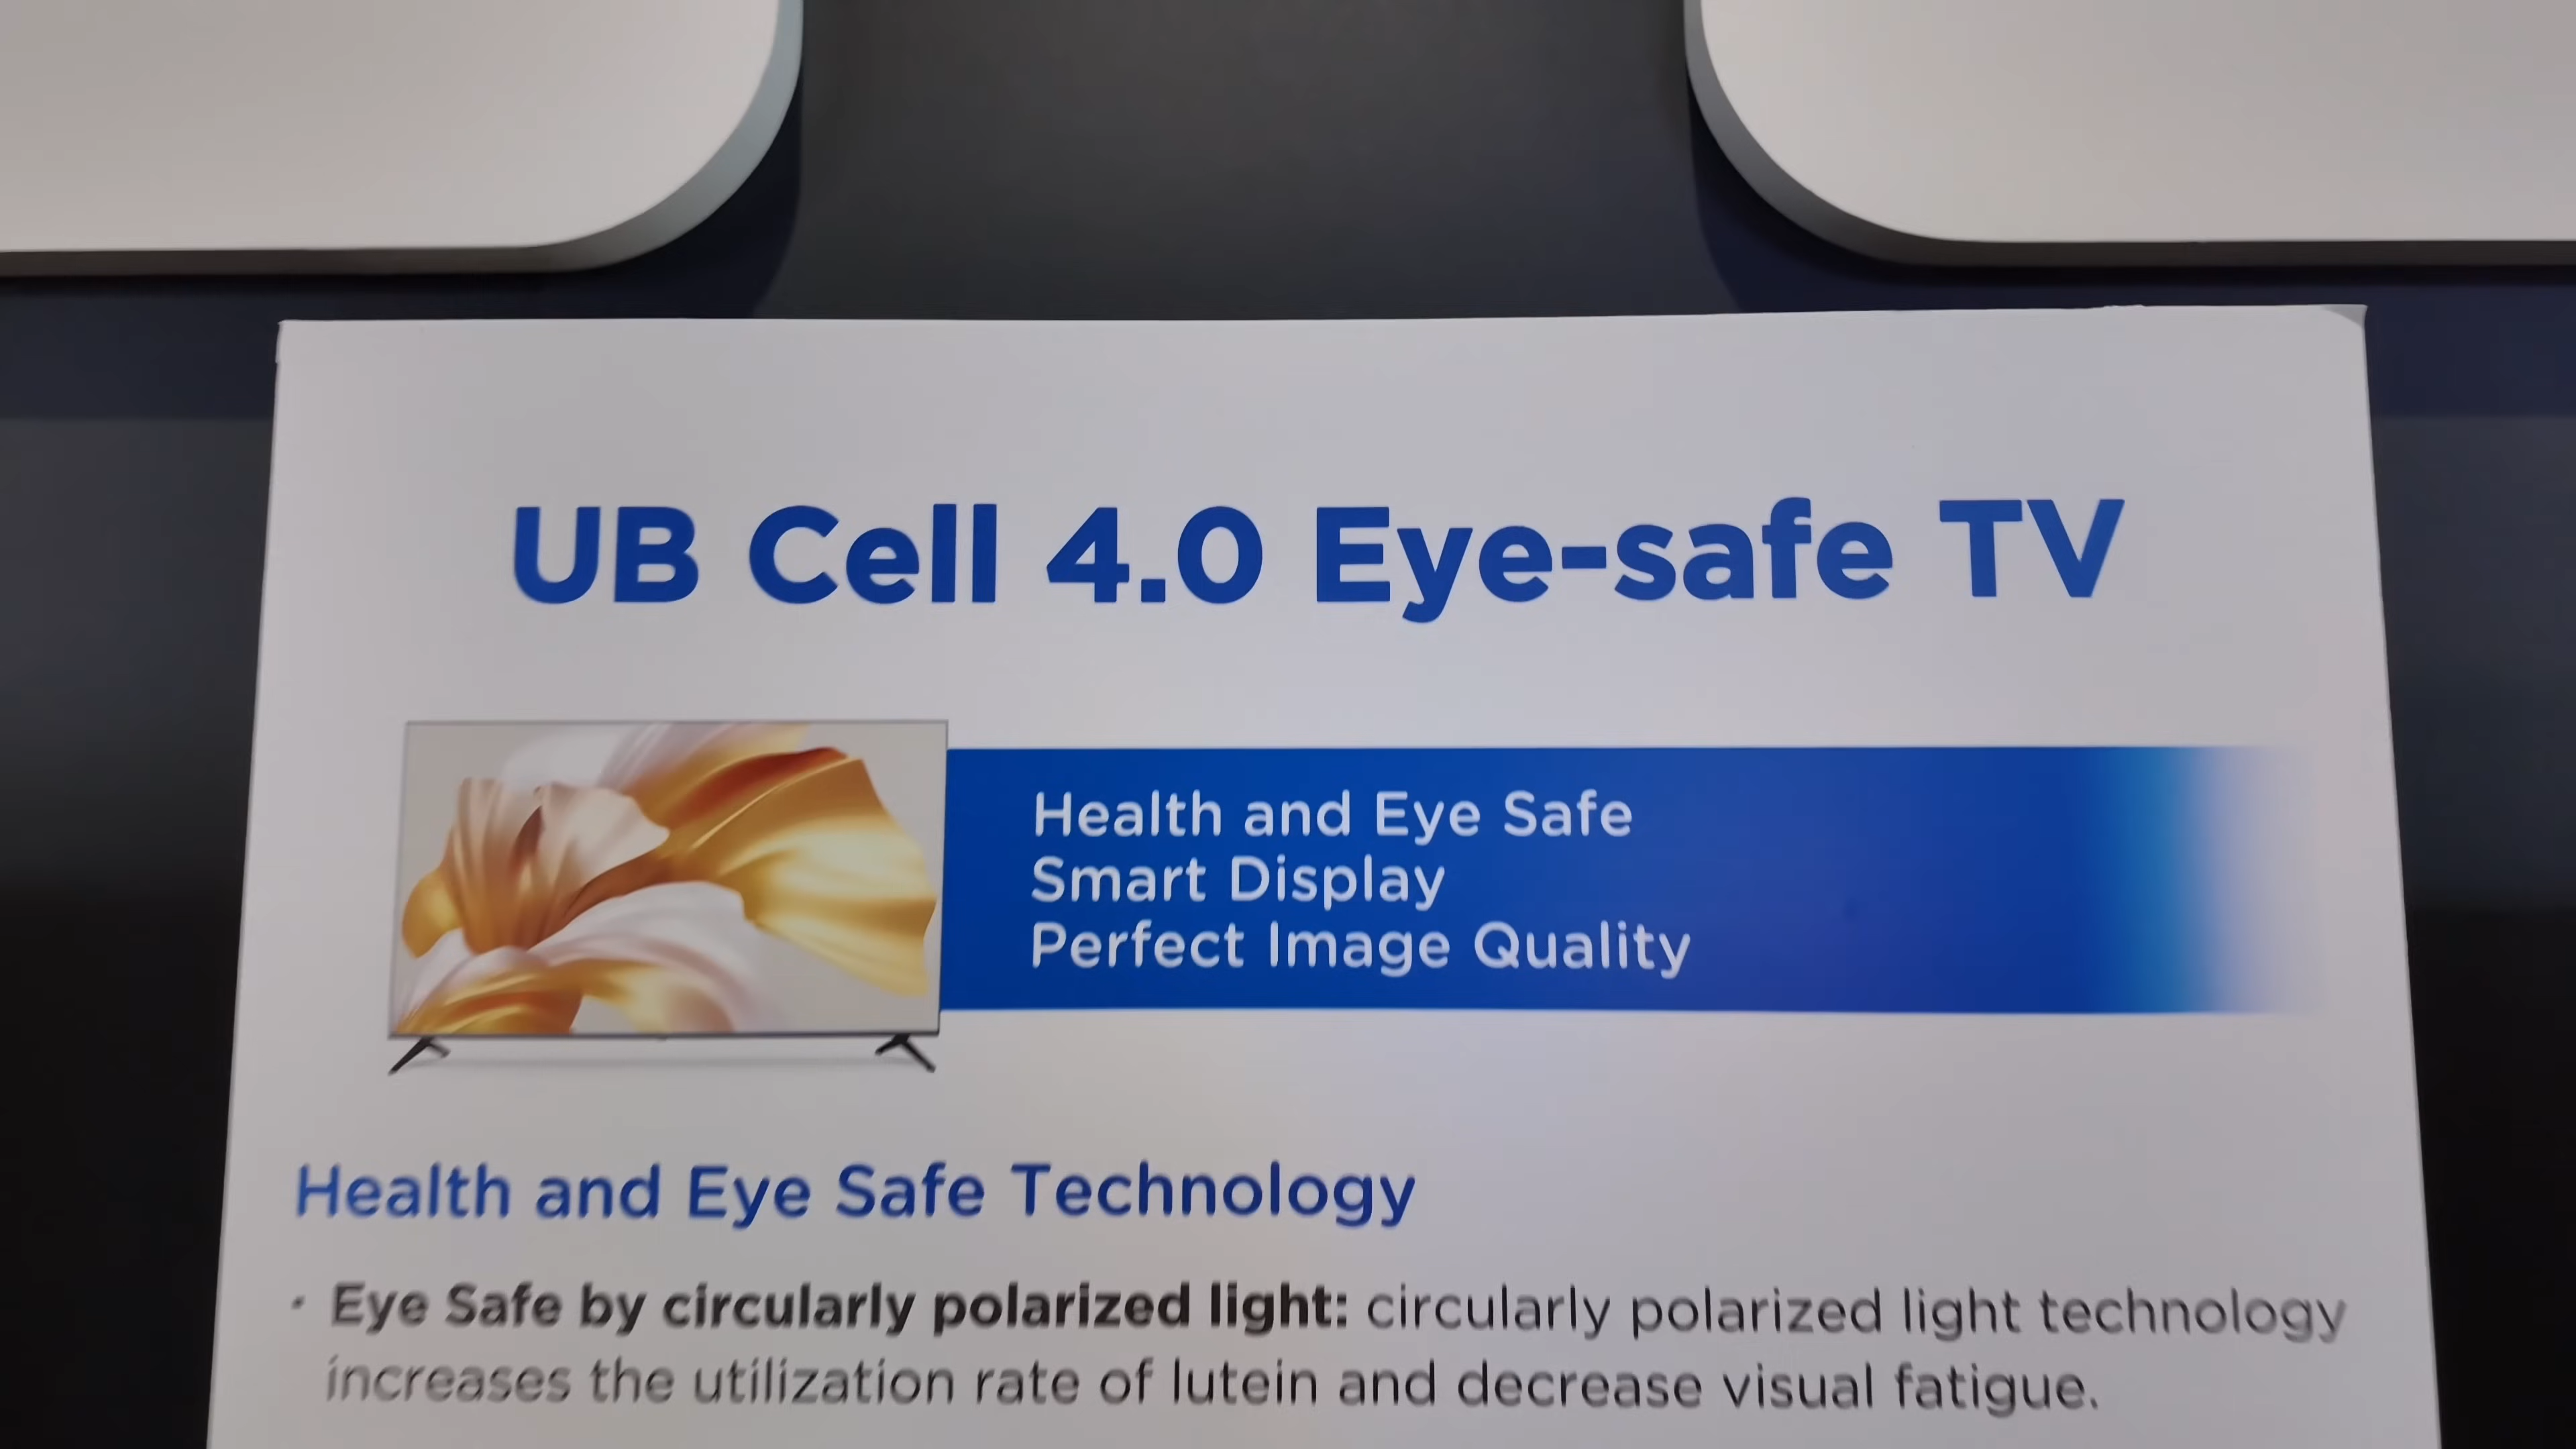 UB Cell 4.0 Eye-safe TV
Health and Eye Safe
Smart Display
Perfect Image Quality
Health and Eye Safe Technology
· Eye Safe by circularly polarized light: circularly polarized light technology
increases the utilization rate of lutein and decrease visual fatigue.